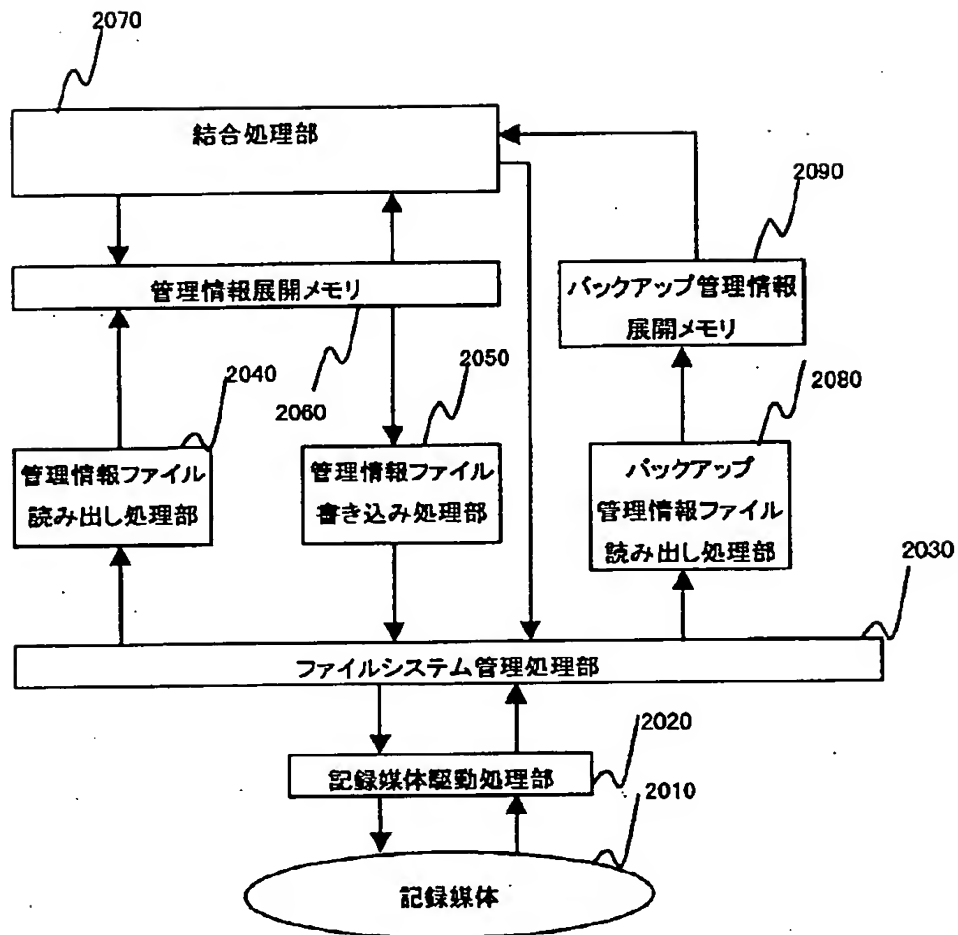 2070
結合処理部
2090
管理情報展開メモリ
バックアップ管理情報
展開メモリ
2040
2050
2060
2080
管理情報ファイル
読み出し処理部
管理情報ファイル
書き込み処理部
バックアップ
管理情報ファイル
読み出し処理部
2030
ファイルシステム管理処理部
2020
記録媒体駆動処理部
2010
記録媒体